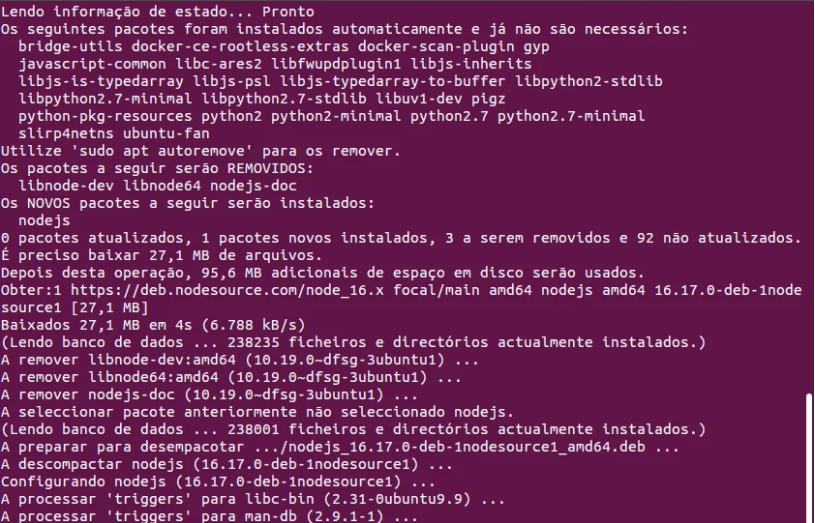 Lendo informação de estado... Pronto
Os seguintes pacotes foram instalados automaticamente e já não são necessários:
  bridge-utils docker-ce-rootless-extras docker-scan-plugin gyp
  javascript-common libc-ares2 libfwupdplugin1 libjs-inherits
  libjs-is-typedarray libjs-psl libjs-typedarray-to-buffer libpython2-stdlib
  libpython2.7-minimal libpython2.7-stdlib libuv1-dev pigz
  python-pkg-resources python2 python2-minimal python2.7 python2.7-minimal
  slirp4netns ubuntu-fan
Utilize 'sudo apt autoremove' para os remover.
Os pacotes a seguir serão REMOVIDOS:
  libnode-dev libnode64 nodejs-doc
Os NOVOS pacotes a seguir serão instalados:
  nodejs
0 pacotes atualizados, 1 pacotes novos instalados, 3 a serem removidos e 92 não atualizados.
É preciso baixar 27,1 MB de arquivos.
Depois desta operação, 95,6 MB adicionais de espaço em disco serão usados.
Obter:1 https://deb.nodesource.com/node_16.x focal/main amd64 nodejs amd64 16.17.0-deb-1node
source1 [27,1 MB]
Baixados 27,1 MB em 4s (6.788 kB/s)
(Lendo banco de dados ... 238235 ficheiros e directórios actualmente instalados.)
A remover libnode-dev:amd64 (10.19.0~dfsg-3ubuntu1) ...
A remover libnode64:amd64 (10.19.0~dfsg-3ubuntu1) ...
A remover nodejs-doc (10.19.0~dfsg-3ubuntu1) ...
A seleccionar pacote anteriormente não seleccionado nodejs.
(Lendo banco de dados ... 238001 ficheiros e directórios actualmente instalados.)
A preparar para desempacotar .../nodejs_16.17.0-deb-1nodesource1_amd64.deb ...
A descompactar nodejs (16.17.0-deb-1nodesource1) ...
Configurando nodejs (16.17.0-deb-1nodesource1) ...
A processar 'triggers' para libc-bin (2.31-0ubuntu9.9) ...
A processar 'triggers' para man-db (2.9.1-1) ...